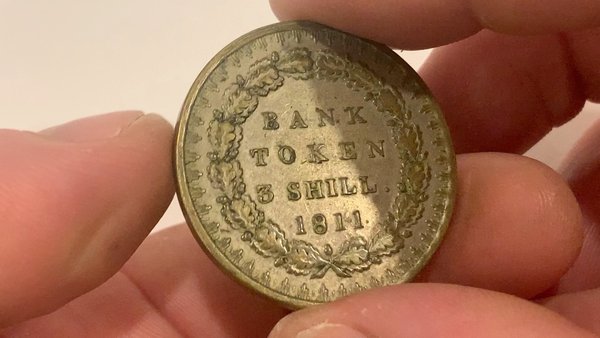 BANK
TOKEN
3 SHILL.
1811